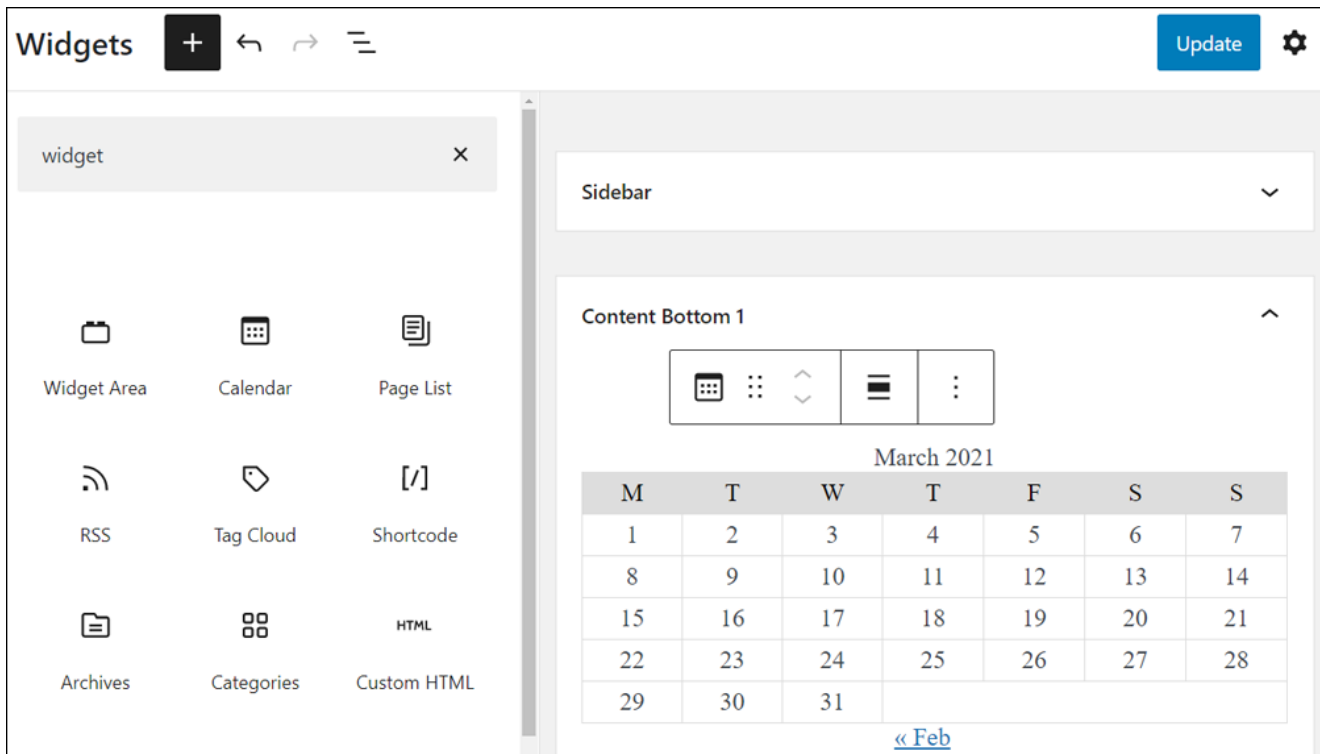 Widgets
Update
widget
Widget Area Calendar Page List
RSS Tag Cloud Shortcode
HTML
Archives Categories Custom HTML
Sidebar
Content Bottom 1
March 2021
M T W T F S S
1 2 3 4 5 6 7
8 9 10 11 12 13 14
15 16 17 18 19 20 21
22 23 24 25 26 27 28
29 30 31
« Feb